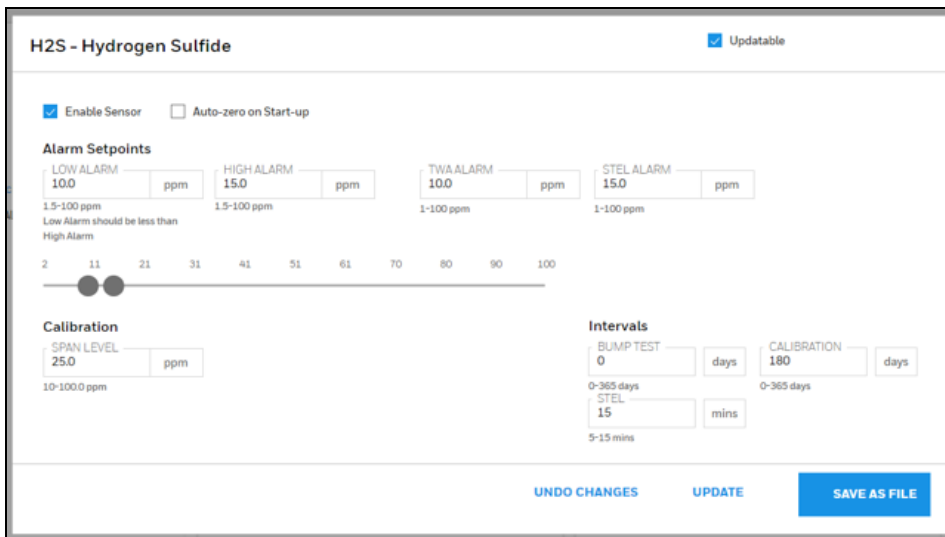 H2S - Hydrogen Sulfide
Updatable
Enable Sensor
Auto-zero on Start-up
Alarm Setpoints
LOW ALARM
10.0 ppm
1.5-100 ppm
Low Alarm should be less than
High Alarm
HIGH ALARM
15.0 ppm
1.5-100 ppm
TWA ALARM
10.0 ppm
1-100 ppm
STEL ALARM
15.0 ppm
1-100 ppm
2 11 21 31 41 51 61 70 80 90 100
Calibration
SPAN LEVEL
25.0 ppm
10-100.0 ppm
Intervals
BUMP TEST
0 days
0-365 days
CALIBRATION
180 days
0-365 days
STEL
15 mins
5-15 mins
UNDO CHANGES
UPDATE
SAVE AS FILE